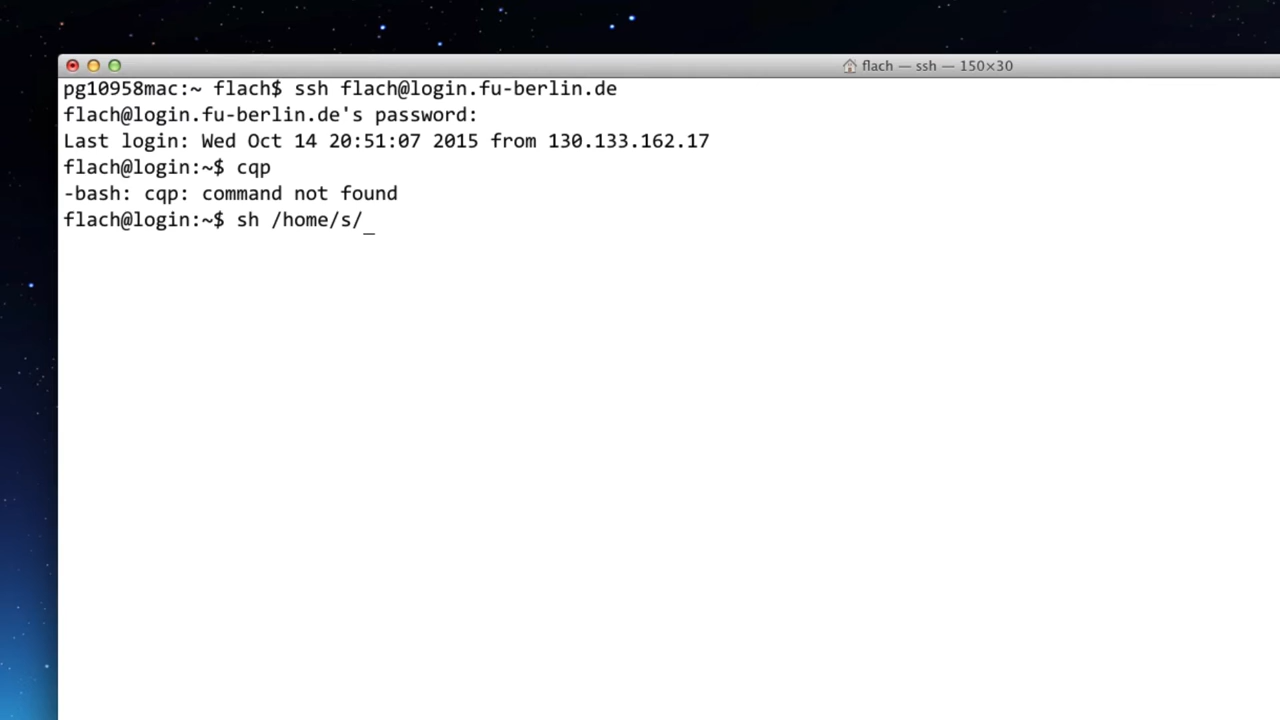 flach — ssh — 150×30
pg10958mac:~ flach$ ssh flach@login.fu-berlin.de
flach@login.fu-berlin.de's password:
Last login: Wed Oct 14 20:51:07 2015 from 130.133.162.17
flach@login:~$ cqp
-bash: cqp: command not found
flach@login:~$ sh /home/s/_